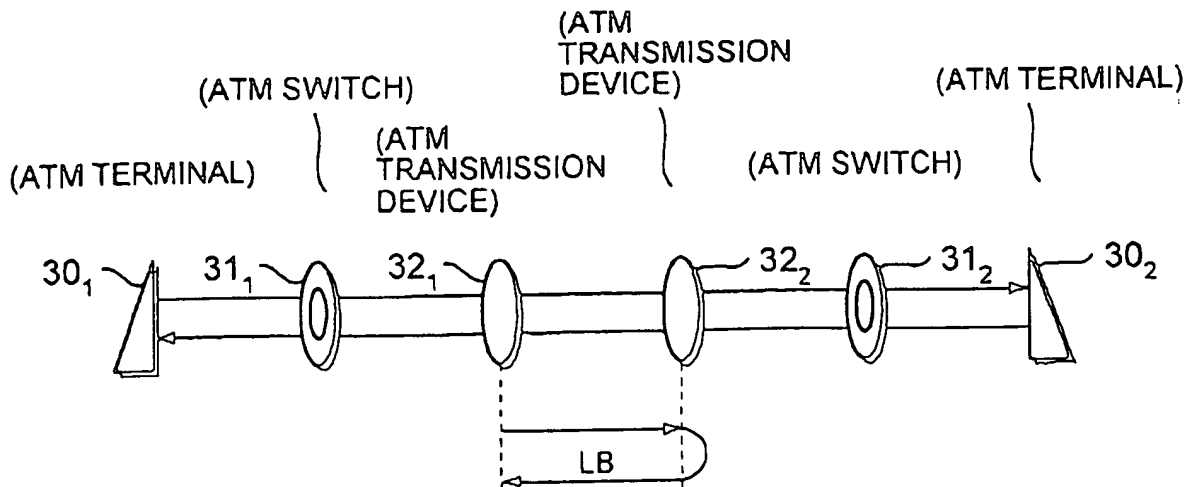 (ATM
TRANSMISSION
DEVICE)
(ATM SWITCH)
(ATM TERMINAL)
(ATM
TRANSMISSION
DEVICE)
(ATM SWITCH)
(ATM TERMINAL)
30₁ 31₁ 32₁ 32₂ 31₂ 30₂
LB